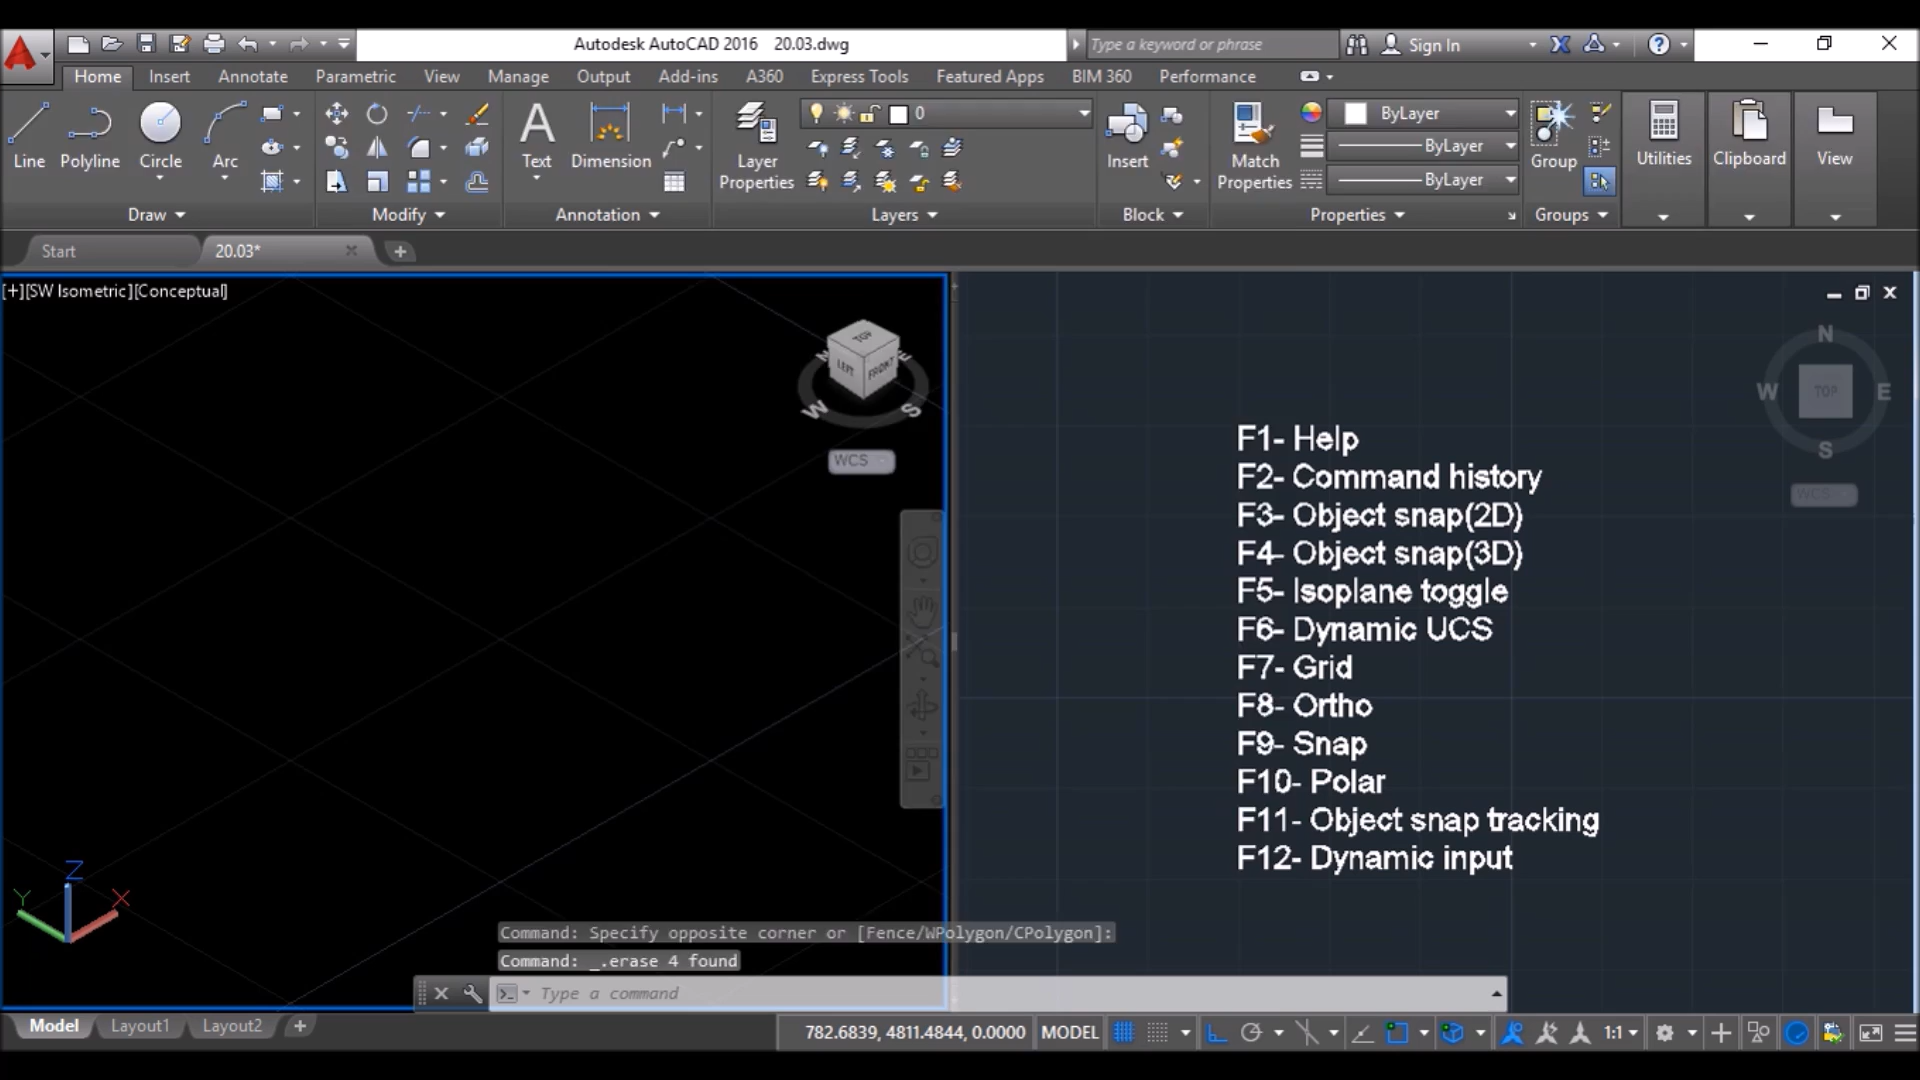 Autodesk AutoCAD 2016 20.03.dwg
Type a keyword or phrase
Sign In
Home Insert Annotate Parametric View Manage Output Add-ins A360 Express Tools Featured Apps BIM 360 Performance
Line Polyline Circle Arc
Text Dimension
Layer Properties
0
Insert
Match Properties
ByLayer
ByLayer
ByLayer
Group
Utilities Clipboard View
Draw Modify Annotation Layers Block Properties Groups
Start 20.03*
[+][SW Isometric][Conceptual]
TOP
LEFT FRONT
N E
W S
WCS
N
W TOP E
S
WCS
F1- Help
F2- Command history
F3- Object snap(2D)
F4- Object snap(3D)
F5- Isoplane toggle
F6- Dynamic UCS
F7- Grid
F8- Ortho
F9- Snap
F10- Polar
F11- Object snap tracking
F12- Dynamic input
Z
Y X
Command: Specify opposite corner or [Fence/WPolygon/CPolygon]:
Command: _.erase 4 found
Type a command
Model Layout1 Layout2
782.6839, 4811.4844, 0.0000 MODEL 1:1